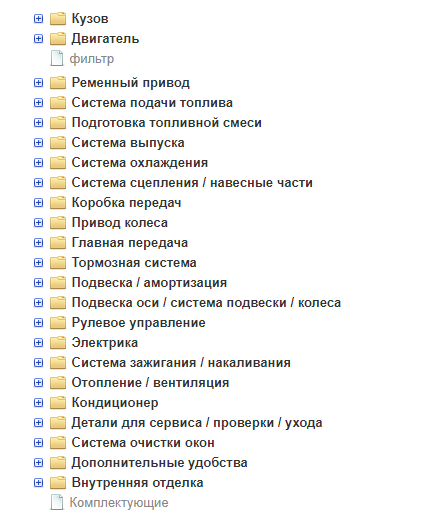 Кузов
Двигатель
фильтр
Ременный привод
Система подачи топлива
Подготовка топливной смеси
Система выпуска
Система охлаждения
Система сцепления / навесные части
Коробка передач
Привод колеса
Главная передача
Тормозная система
Подвеска / амортизация
Подвеска оси / система подвески / колеса
Рулевое управление
Электрика
Система зажигания / накаливания
Отопление / вентиляция
Кондиционер
Детали для сервиса / проверки / ухода
Система очистки окон
Дополнительные удобства
Внутренняя отделка
Комплектующие